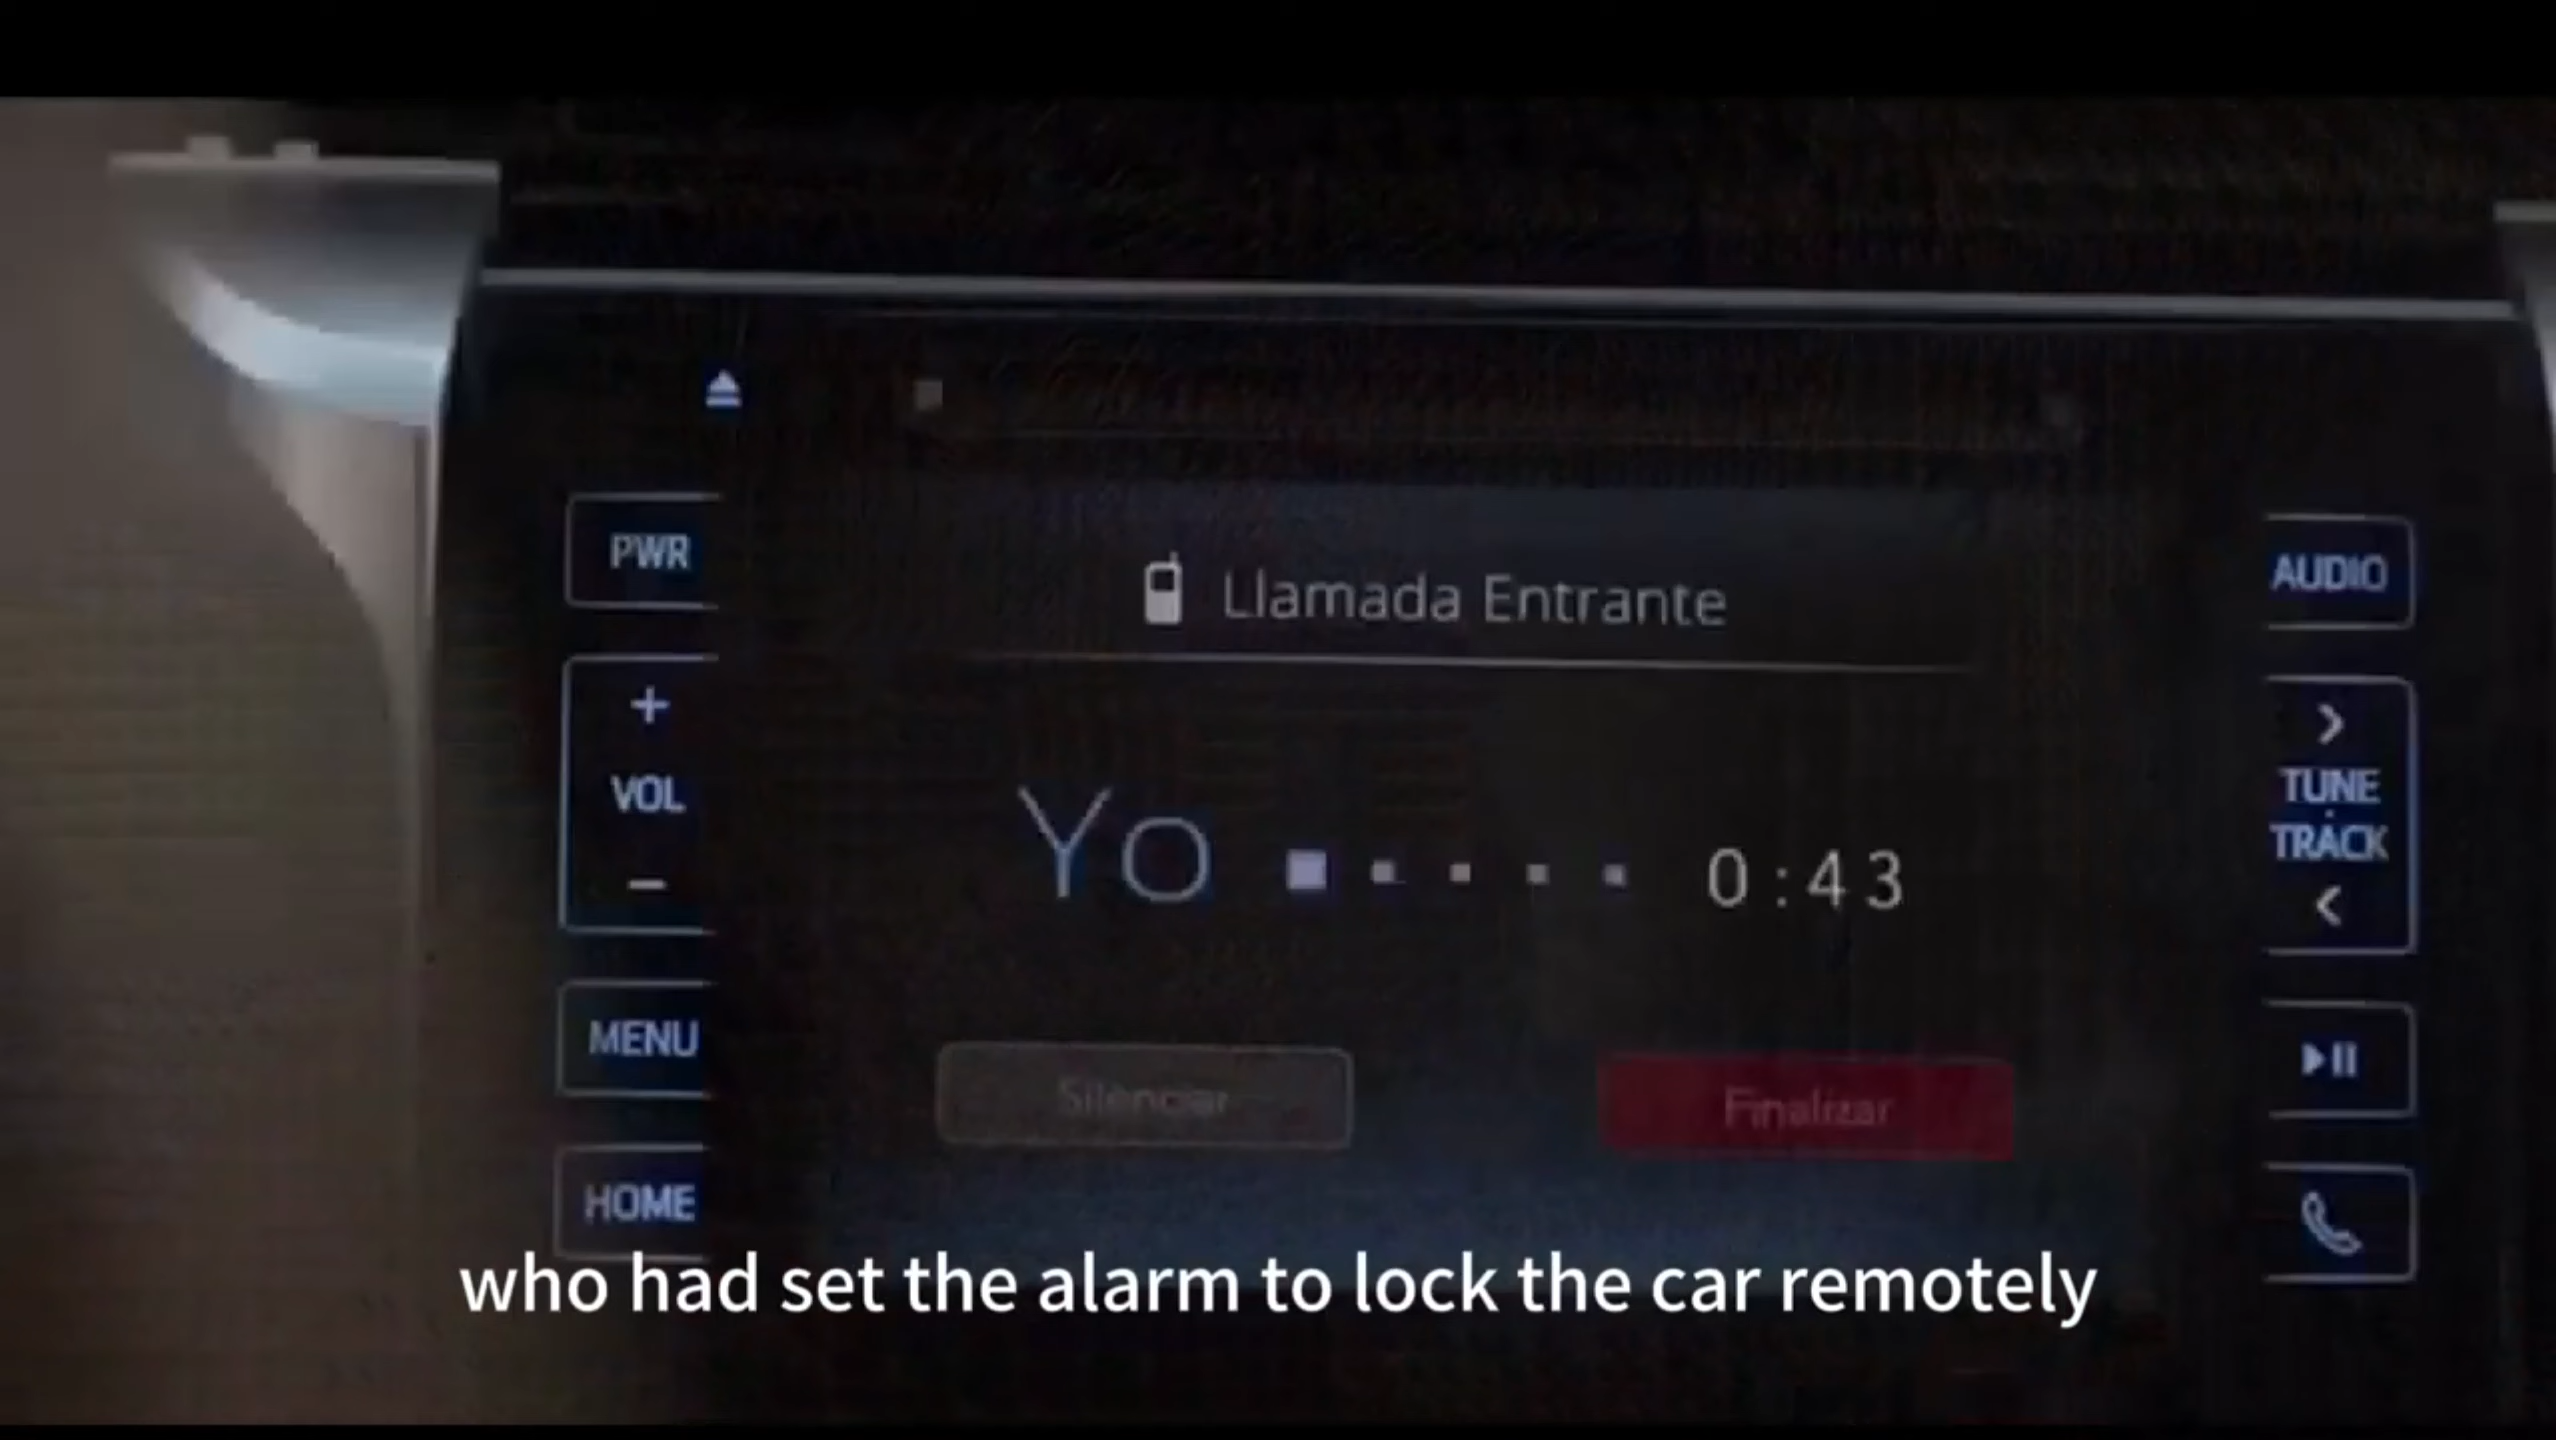 PWR
+
VOL
−
MENU
HOME
Llamada Entrante
Yo 0:43
Silenciar
Finalizar
AUDIO
>
TUNE
·
TRACK
<
who had set the alarm to lock the car remotely